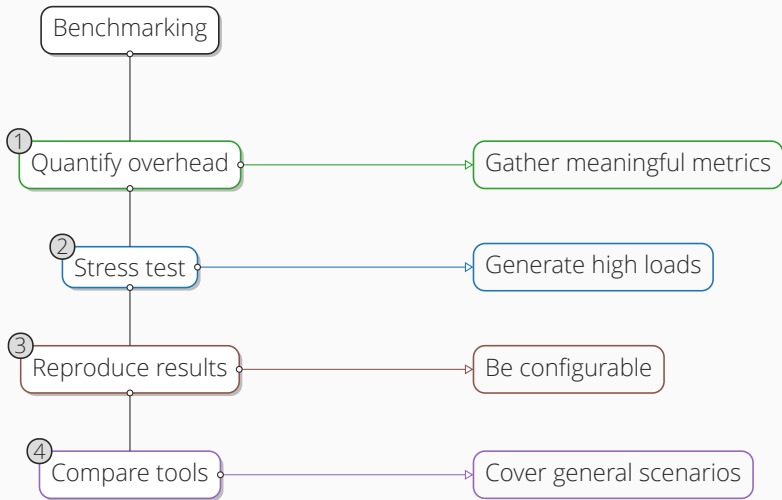 Benchmarking
1
Quantify overhead
Gather meaningful metrics
2
Stress test
Generate high loads
3
Reproduce results
Be configurable
4
Compare tools
Cover general scenarios